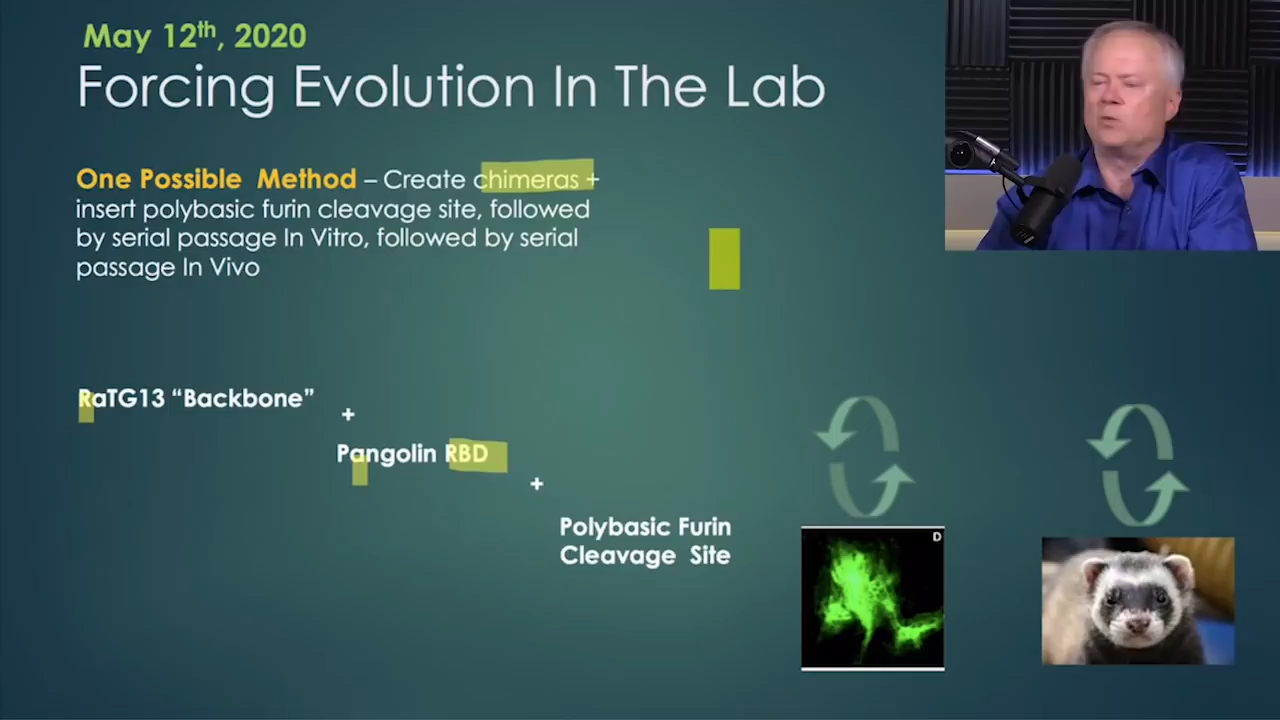 May 12th, 2020
Forcing Evolution In The Lab
One Possible Method – Create chimeras +
insert polybasic furin cleavage site, followed
by serial passage In Vitro, followed by serial
passage In Vivo
RaTG13 “Backbone”
+
Pangolin RBD
+
Polybasic Furin
Cleavage Site
D